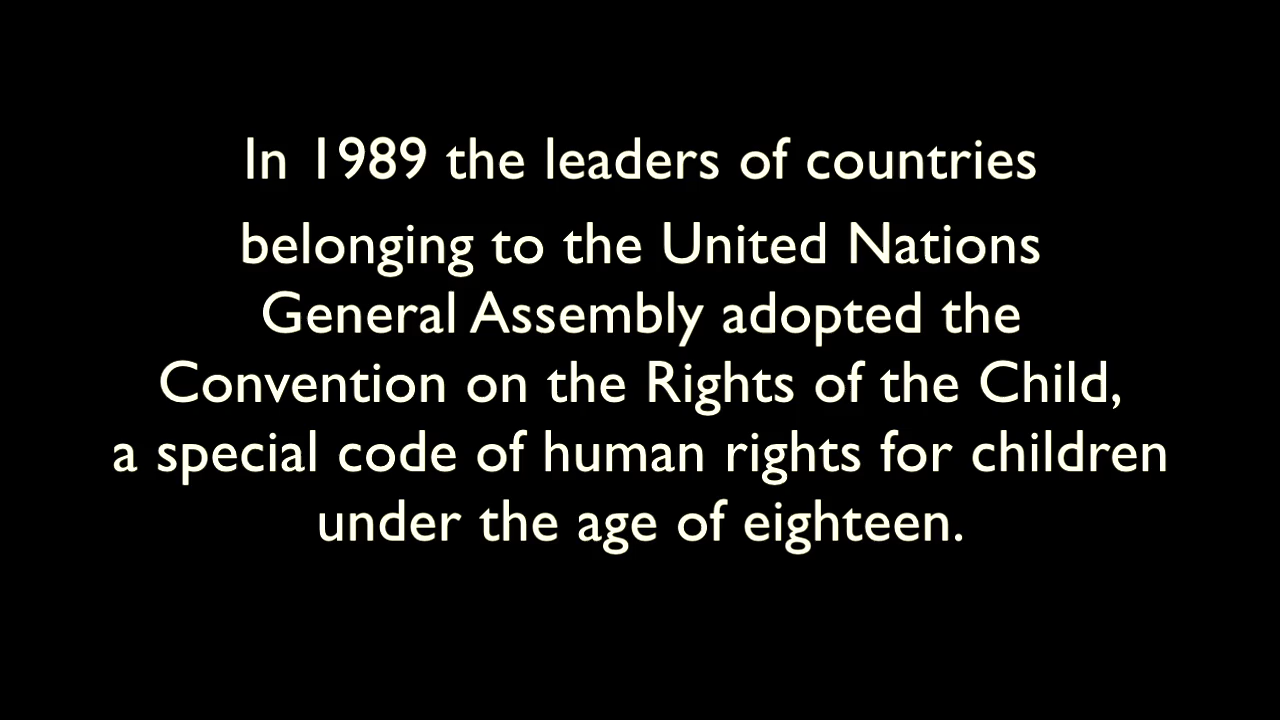 In 1989 the leaders of countries
belonging to the United Nations
General Assembly adopted the
Convention on the Rights of the Child,
a special code of human rights for children
under the age of eighteen.